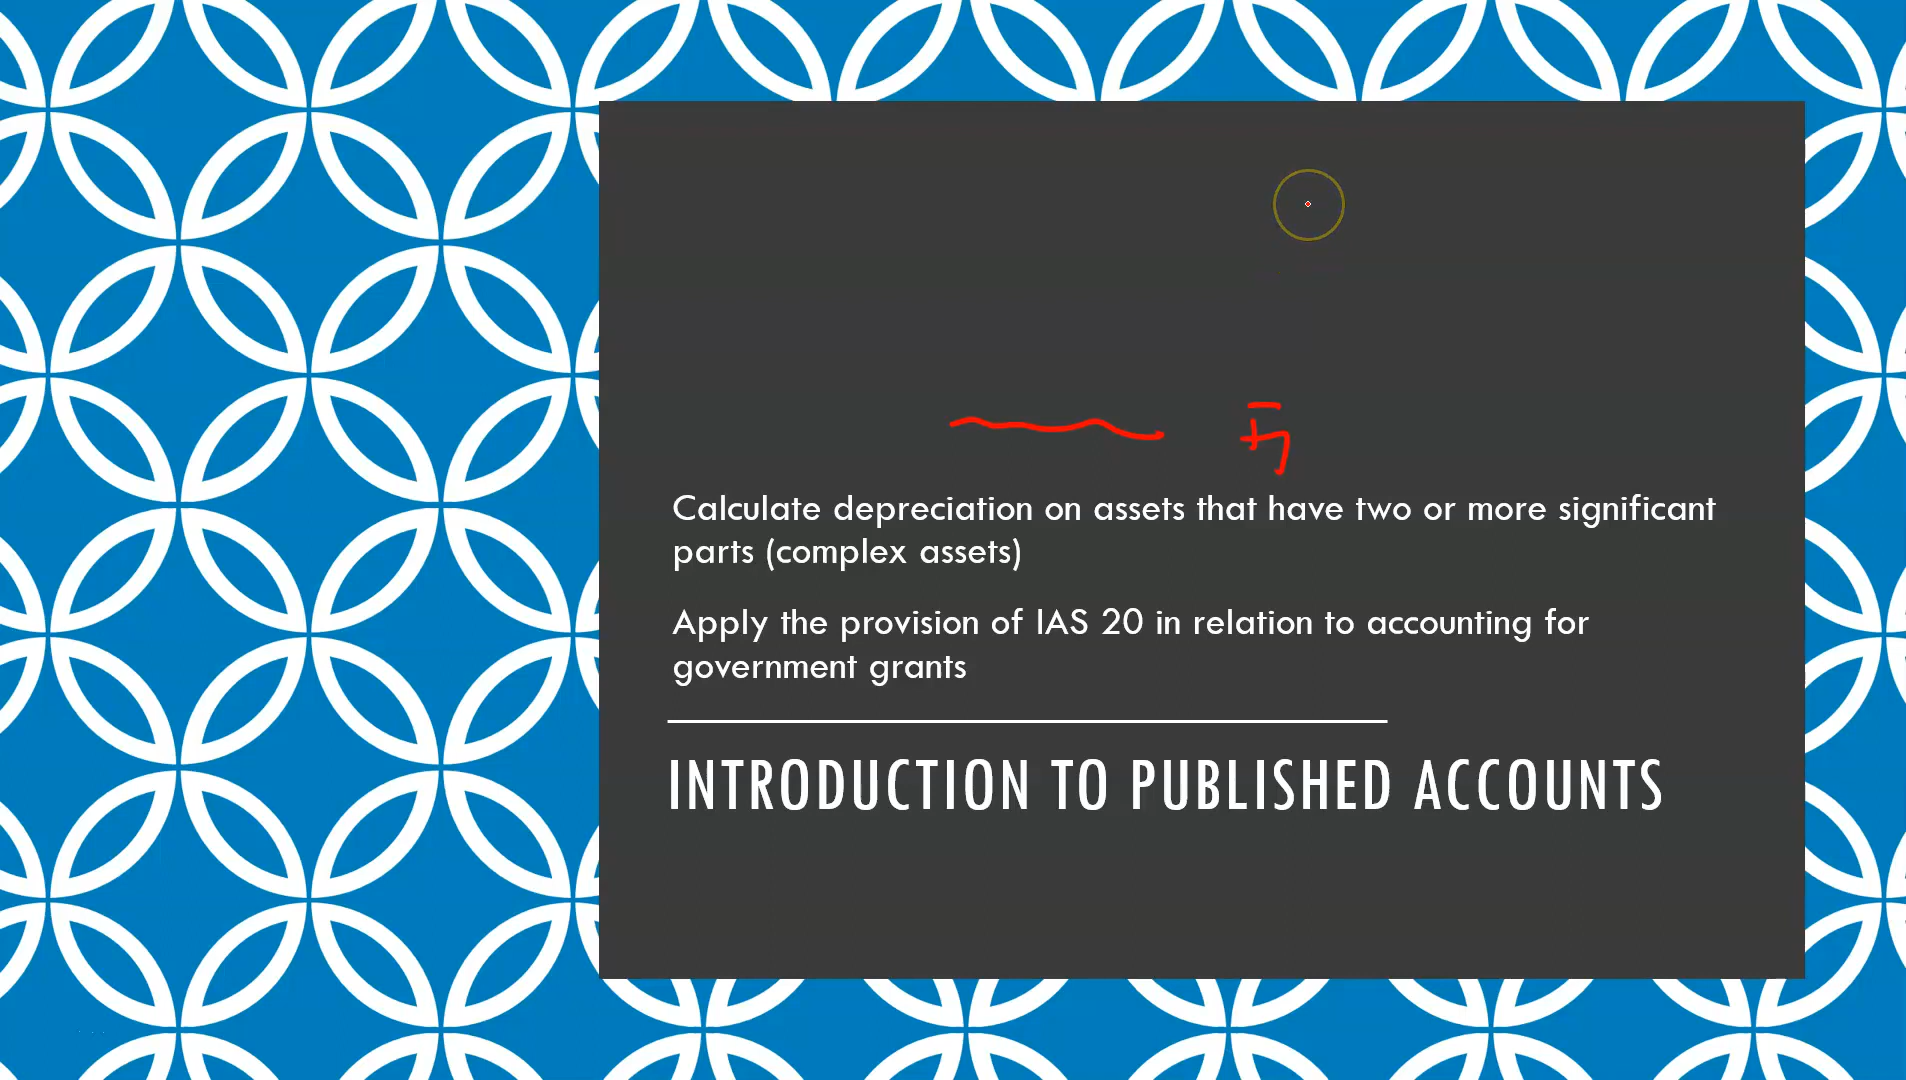 Calculate depreciation on assets that have two or more significant
parts (complex assets)
Apply the provision of IAS 20 in relation to accounting for
government grants
INTRODUCTION TO PUBLISHED ACCOUNTS